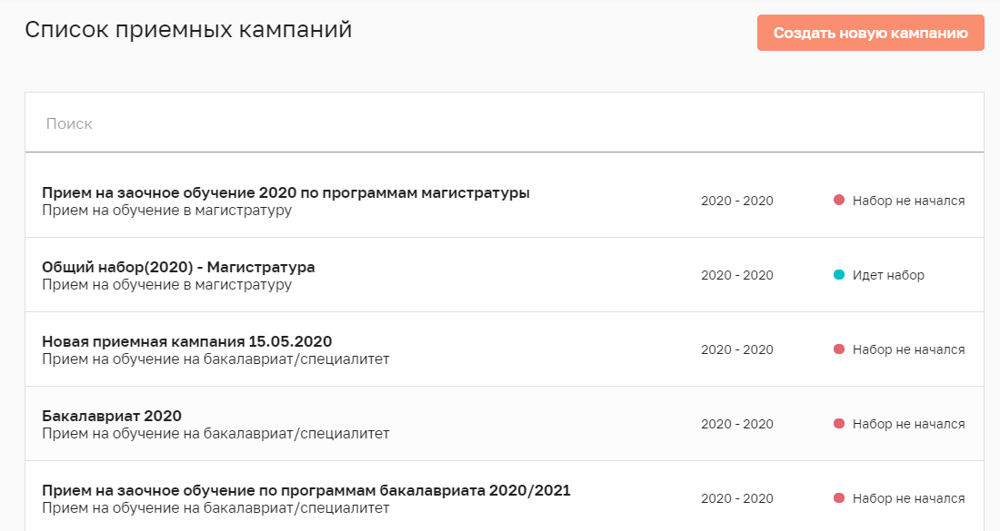 Список приемных кампаний
Создать новую кампанию
Поиск
Прием на заочное обучение 2020 по программам магистратуры
Прием на обучение в магистратуру
2020 - 2020
Набор не начался
Общий набор(2020) - Магистратура
Прием на обучение в магистратуру
2020 - 2020
Идет набор
Новая приемная кампания 15.05.2020
Прием на обучение на бакалавриат/специалитет
2020 - 2020
Набор не начался
Бакалавриат 2020
Прием на обучение на бакалавриат/специалитет
2020 - 2020
Набор не начался
Прием на заочное обучение по программам бакалавриата 2020/2021
Прием на обучение на бакалавриат/специалитет
2020 - 2020
Набор не начался